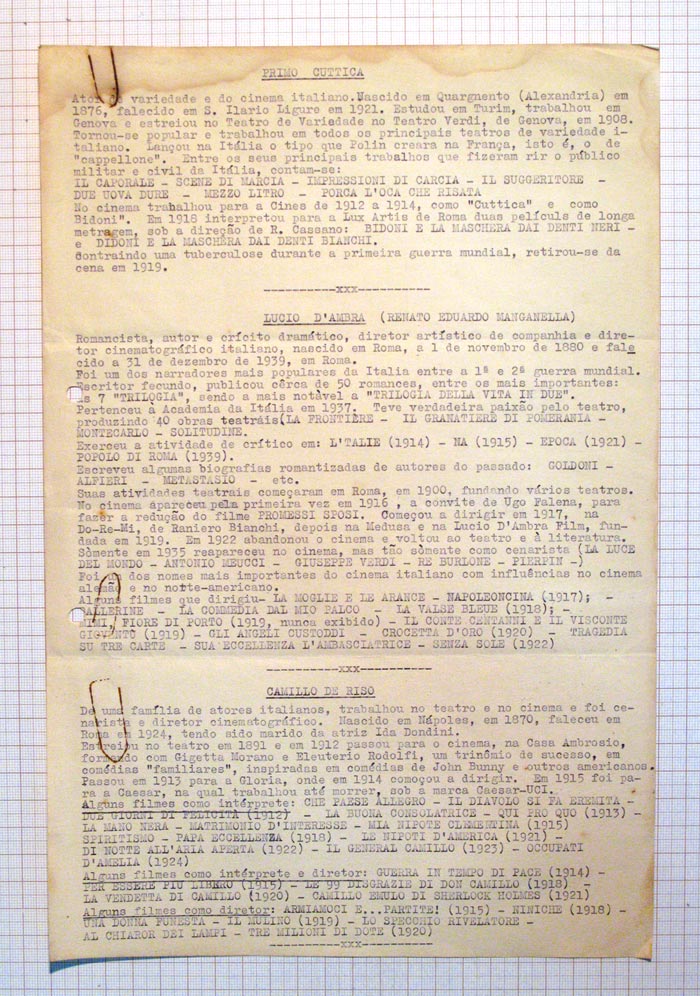 PRIMO CUTTICA
Ator de variedade e do cinema italiano.Nascido em Quargnento (Alexandria) em
1876, falecido em S. Ilario Ligure em 1921. Estudou em Turim, trabalhou em
Genova e estreiou no Teatro de Variedade no Teatro Verdi, de Genova, em 1908.
Tornou-se popular e trabalhou em todos os principais teatros de variedade i-
taliano. Lançou na Itália o tipo que Folin creara na França, isto é, o de
"cappellone". Entre os seus principais trabalhos que fizeram rir o público
militar e civil da Itália, contam-se:
IL CAPORALE - SCENE DI MARCIA - IMPRESSIONI DI CARCIA - IL SUGGERITORE -
DUE UOVA DURE - MEZZO LITRO - PORCA L'OCA CHE RISATA
No cinema trabalhou para a Cines de 1912 a 1914, como "Cuttica" e como
Bidoni". Em 1918 interpretou para a Lux Artis de Roma duas películs de longa
metragem, sob a direção de R. Cassano: BIDONI E LA MASCHERA DAI DENTI NERI -
e DIDONI E LA MASCHERA DAI DENTI BIANCHI.
Contraindo uma tuberculose durante a primeira guerra mundial, retirou-se da
cena em 1919.
-----------xxx-----------
LUCIO D'AMBRA (RENATO EDUARDO MANGANELLA)
Romancista, autor e crícito dramático, diretor artístico de companhia e dire-
tor cinematográfico italiano, nascido em Roma, a 1 de novembro de 1880 e fale
cido a 31 de dezembro de 1939, em Roma.
Foi um dos narradores mais populares da Italia entre a 1ª e 2ª guerra mundial.
Escritor fecundo, publicou cêrca de 50 romances, entre os mais importantes:
as 7 "TRILOGIA", sendo a mais notável a "TRILOGIA DELLA VITA IN DUE".
Pertenceu à Academia da Itália em 1937. Teve verdadeira paixão pelo teatro,
produzindo 40 obras teatráis(LA FRONTIÈRE - IL GRANATIERE DI POMERANIA -
MONTECARLO - SOLITUDINE.
Exerceu a atividade de crítico em: L'TALIE (1914) - NA (1915) - EPOCA (1921) -
POPOLO DI ROMA (1939).
Escreveu algumas biografias romantizadas de autores do passado: GOLDONI -
ALFIERI - METASTASIO - etc.
Suas atividades teatrais começaram em Roma, em 1900, fundando vários teatros.
No cinema apareceu pela primeira vez em 1916 , a convite de Ugo Falena, para
fazer a redução do filme PROMESSI SPOSI. Começou a dirigir em 1917, na
Do-Re-Mi, de Raniero Bianchi, depois na Medusa e na Lucio D'Ambra Film, fun-
dada em 1919. Em 1922 abandonou o cinema e voltou ao teatro e à literatura.
Sòmente em 1935 reapareceu no cinema, mas tão sòmente como cenarista (LA LUCE
DEL MONDO - ANTONIO MEUCCI - GIUSEPPE VERDI - RE BURLONE - PIERPIN -)
Foi um dos nomes mais importantes do cinema italiano com influências no cinema
alemão e no notte-americano.
Alguns filmes que dirigiu- LA MOGLIE E LE ARANCE - NAPOLEONCINA (1917); -
BALLERINE - LA COMMEDIA DAL MIO PALCO - LA VALSE BLEUE (1918); -
MIMI, FIORE DI PORTO (1919, nunca exibido) - IL CONTE CENTANNI E IL VISCONTE
GIOVENTÙ (1919) - GLI ANGELI CUSTODDI - CROCETTA D'ORO (1920) - TRAGEDIA
SU TRE CARTE - SUA ECCELLENZA L'AMBASCIATRICE - SENZA SOLE (1922)
-----------xxx-----------
CAMILLO DE RISO
De uma família de atores italianos, trabalhou no teatro e no cinema e foi ce-
narista e diretor cinematográfico. Nascido em Nápoles, em 1870, faleceu em
Roma em 1924, tendo sido marido da atriz Ida Dondini.
Estreiou no teatro em 1891 e em 1912 passou para o cinema, na Casa Ambrosio,
formando com Gigetta Morano e Eleuterio Rodolfi, um trinômio de sucesso, em
comédias "familiares", inspiradas em comédias de John Bunny e outros americanos.
Passou em 1913 para a Gloria, onde em 1914 começou a dirigir. Em 1915 foi pa-
ra a Caesar, na qual trabalhou até morrer, sob a marca Caesar-UCI.
Alguns filmes como intérprete: CHE PAESE ALLEGRO - IL DIAVOLO SI FA EREMITA -
DUE GIORNI DI FELICITÀ (1912) - LA BUONA CONSOLATRICE - QUI PRO QUO (1913) -
LA MANO NERA - MATRIMONIO D'INTERESSE - MIA NIPOTE CLEMENTINA (1915)
SPIRITISMO - PAPA ECCELLENZA (1918) - LE NIPOTI D'AMERICA (1921) -
DI NOTTE ALL'ARIA APERTA (1922) - IL GENERAL CAMILLO (1923) - OCCUPATI
D'AMELIA (1924)
Alguns filmes como intérprete e diretor: GUERRA IN TEMPO DI PACE (1914) -
PER ESSERE PIÙ LIBERO (1915) - LE 99 DISGRAZIE DI DON CAMILLO (1918) -
LA VENDETTA DI CAMILLO (1920) - CAMILLO EMULO DI SHERLOCK HOLMES (1921)
Alguns filmes como diretor: ARMIAMOCI E...PARTITE! (1915) - NINICHE (1918) -
UNA DONNA FUNESTA - IL MULINO (1919) - LO SPECCHIO RIVELATORE -
AL CHIAROR DEI LAMPI - TRE MILIONI DI DOTE (1920)
----------xxx----------